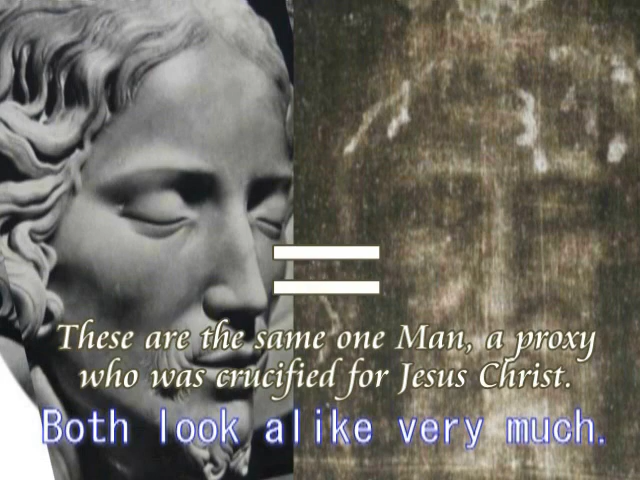 These are the same one Man, a proxy
who was crucified for Jesus Christ.
Both look alike very much.